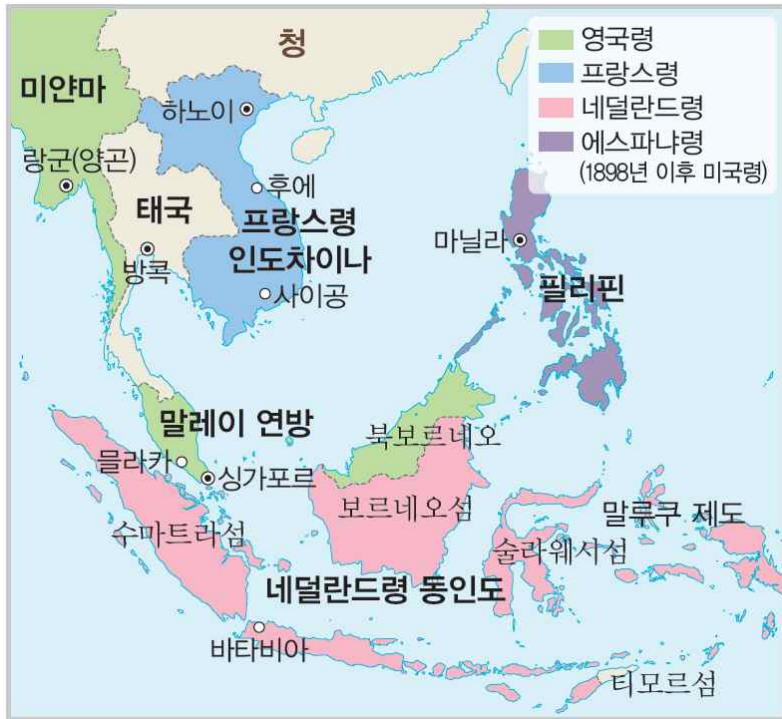 청
영국령
프랑스령
네덜란드령
에스파냐령
(1898년 이후 미국령)
미얀마
하노이
랑군(양곤)
후에
태국
프랑스령
인도차이나
방콕
사이공
마닐라
필리핀
말레이 연방
믈라카
싱가포르
북보르네오
보르네오섬
수마트라섬
말루쿠 제도
술라웨시섬
네덜란드령 동인도
바타비아
티모르섬